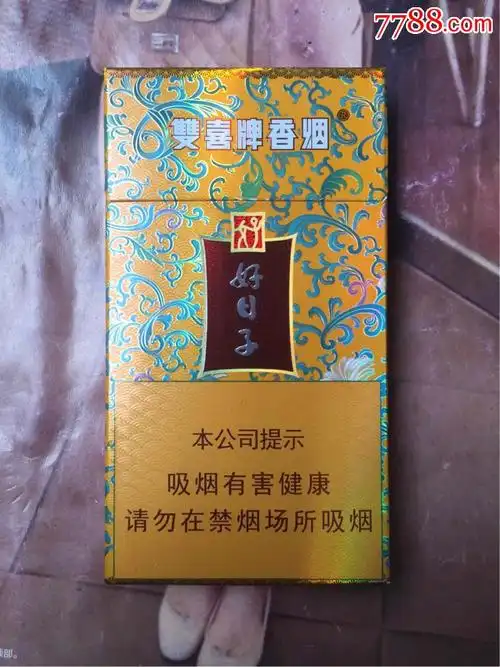 7788.com
雙喜牌香烟
好日子
本公司提示
吸烟有害健康
请勿在禁烟场所吸烟